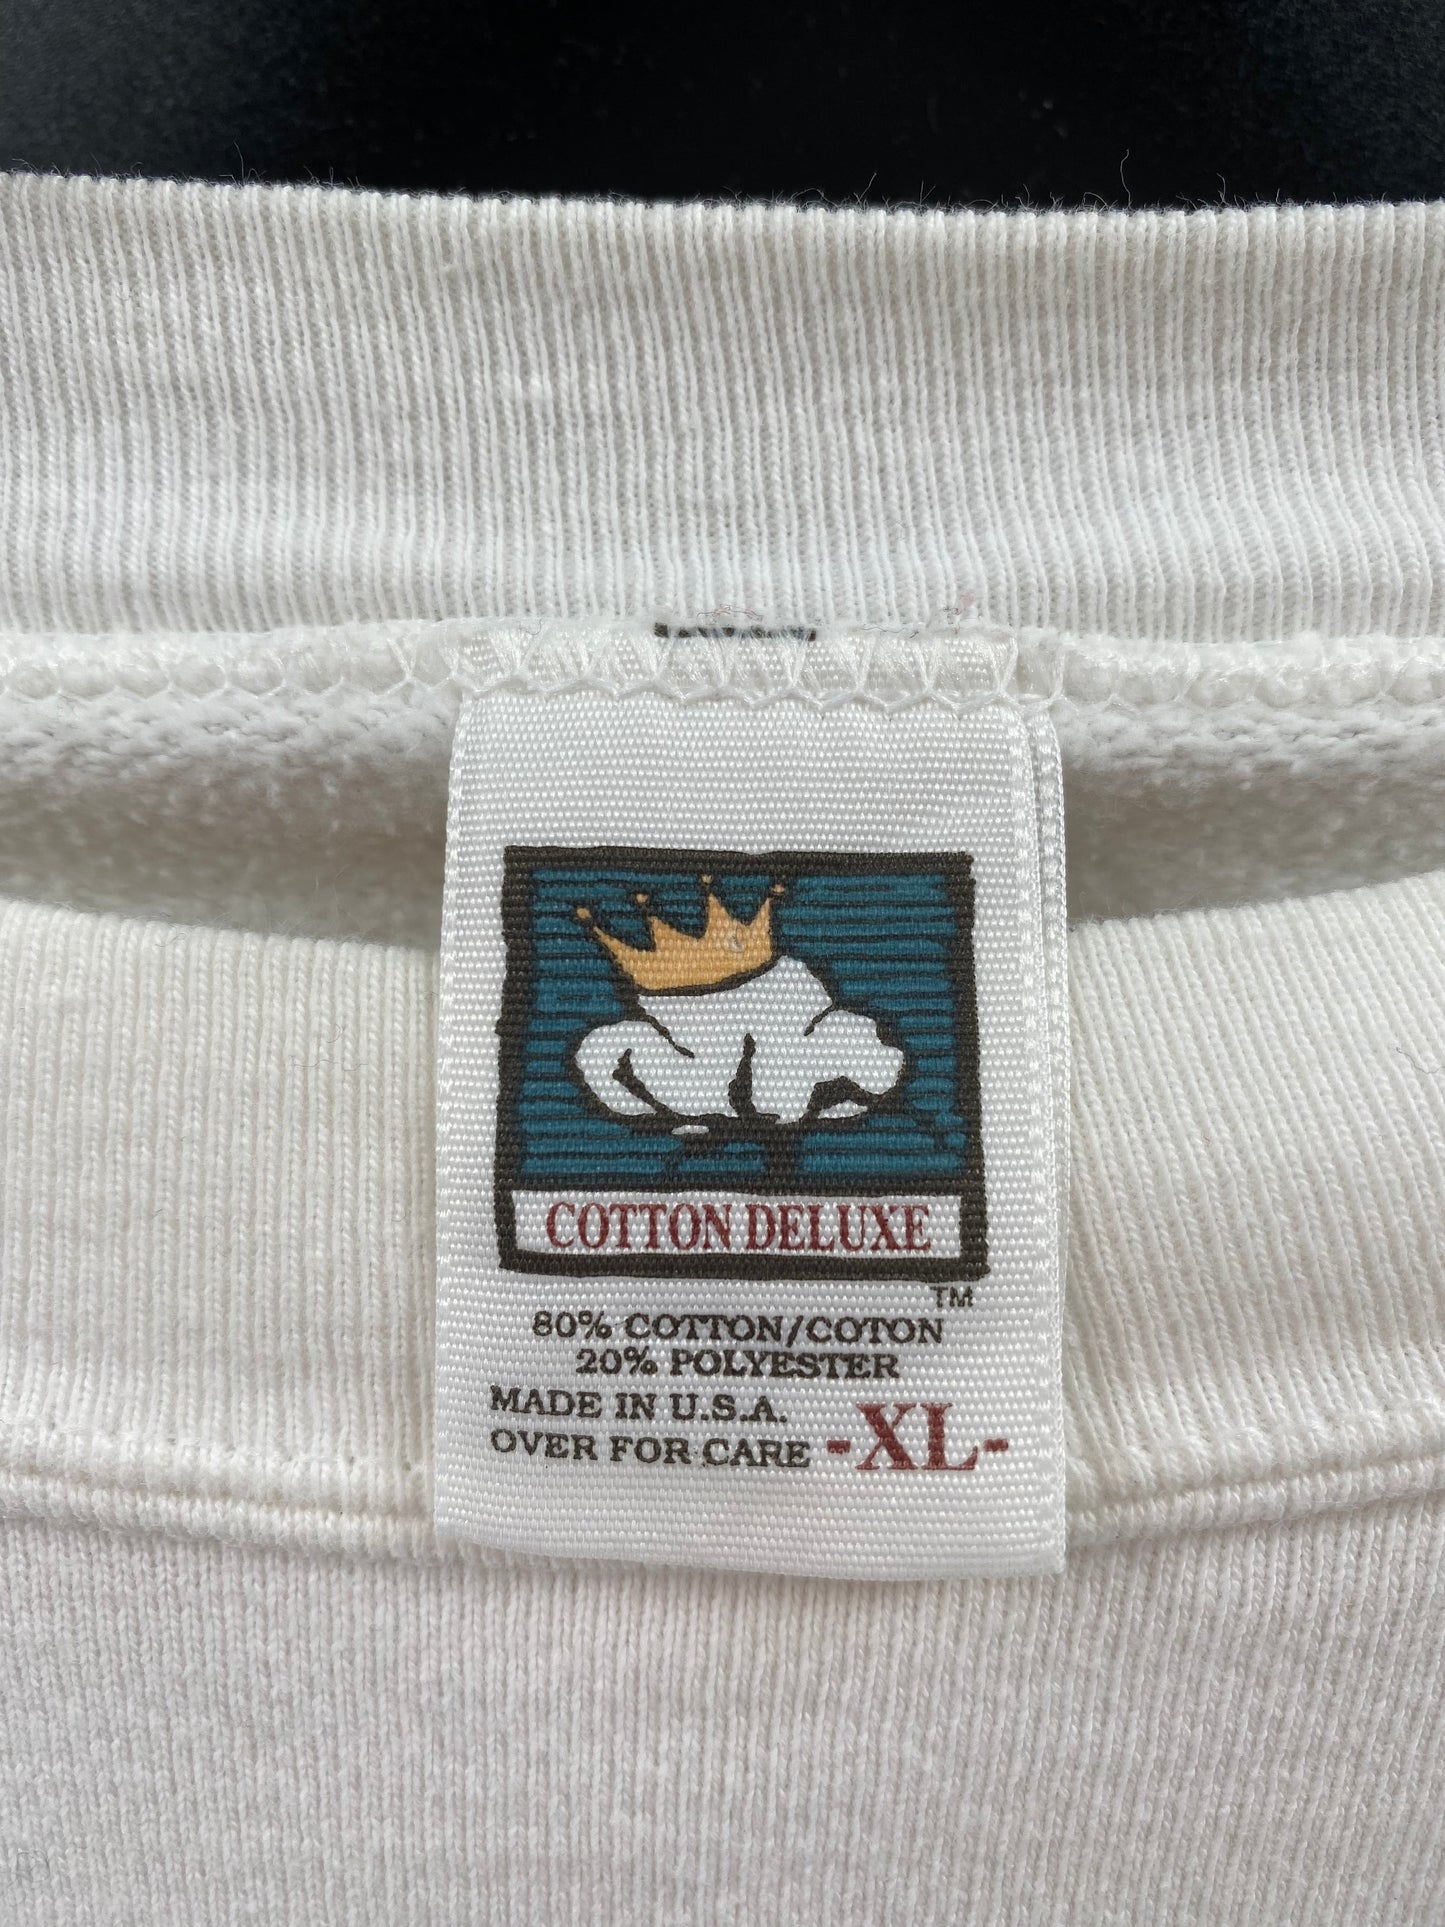 COTTON DELUXE
TM
80% COTTON/COTON
20% POLYESTER
MADE IN U.S.A.
OVER FOR CARE -XL-